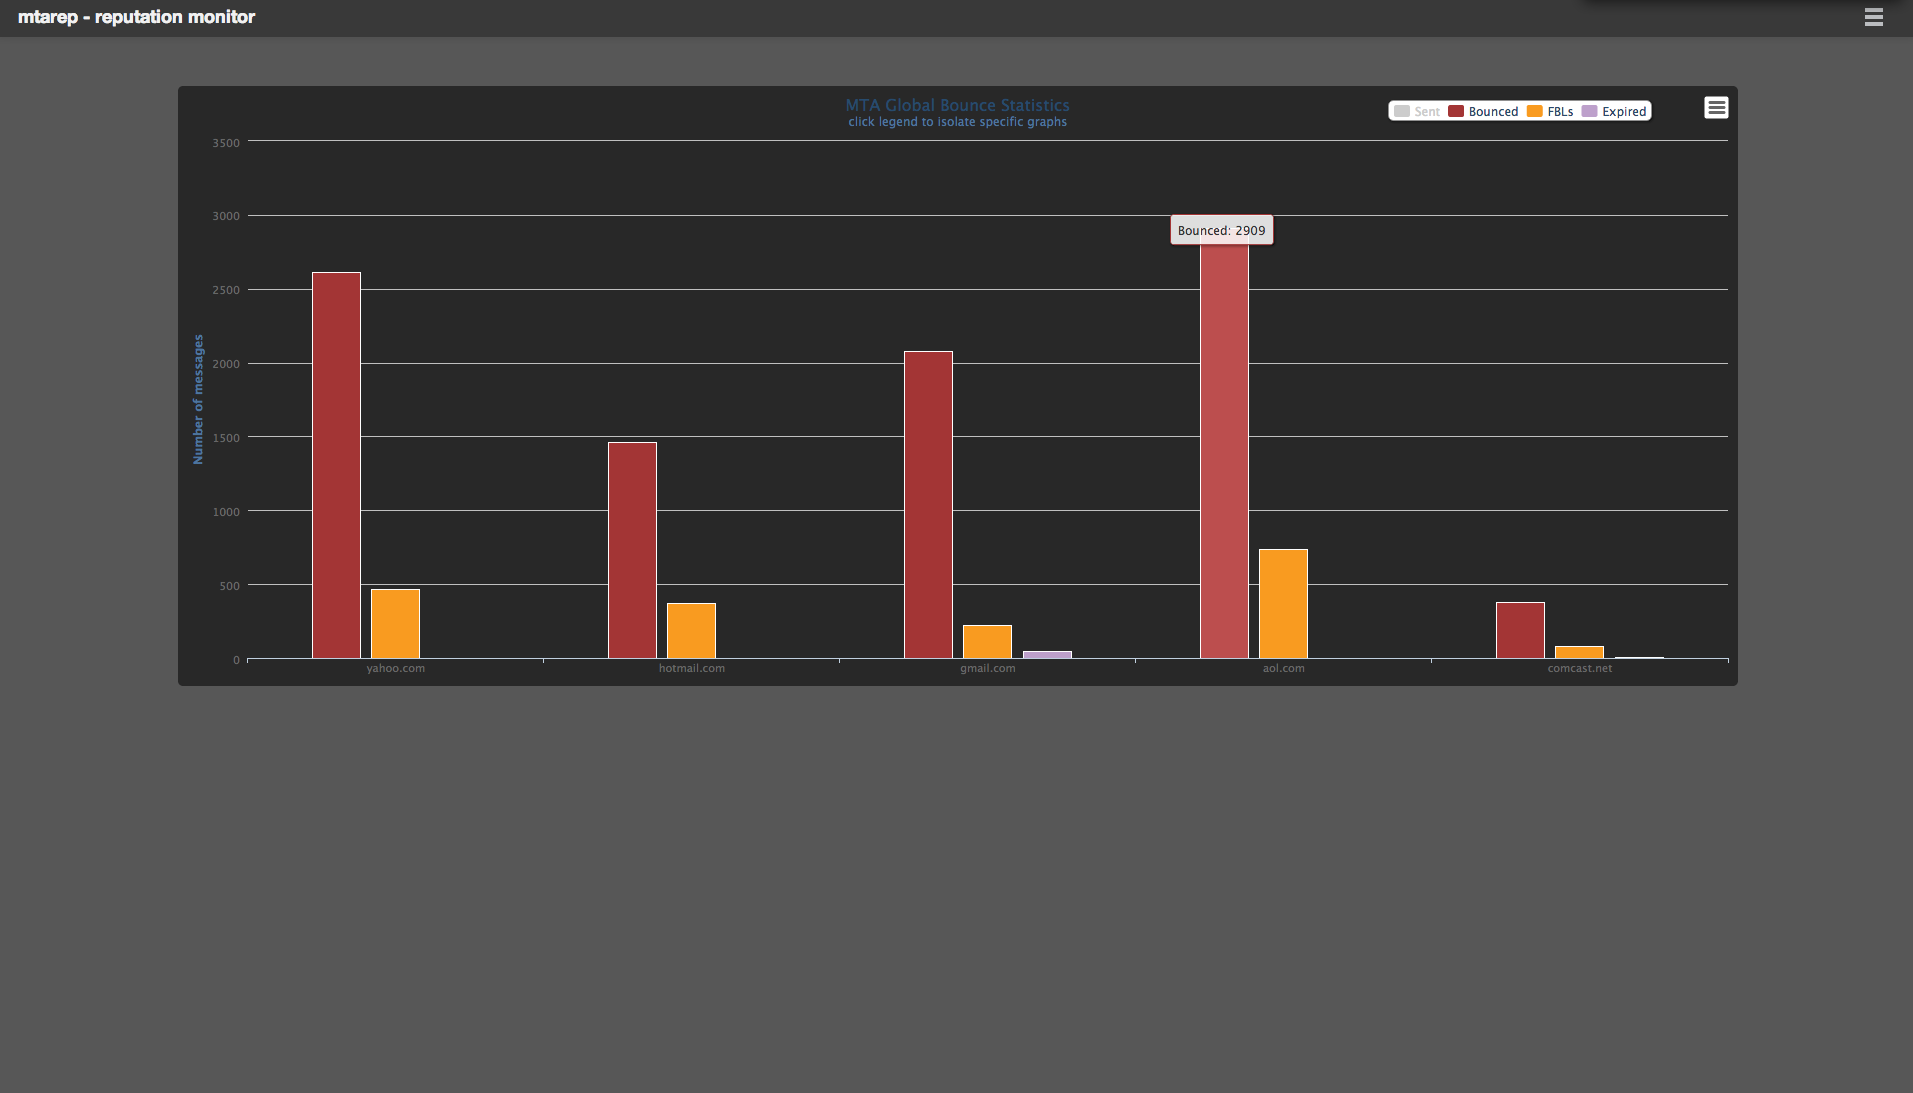 mtarep - reputation monitor
MTA Global Bounce Statistics
click legend to isolate specific graphs
Sent Bounced FBLs Expired
3500
3000
2500
2000
1500
1000
500
0
Number of messages
Bounced: 2909
yahoo.com hotmail.com gmail.com aol.com comcast.net